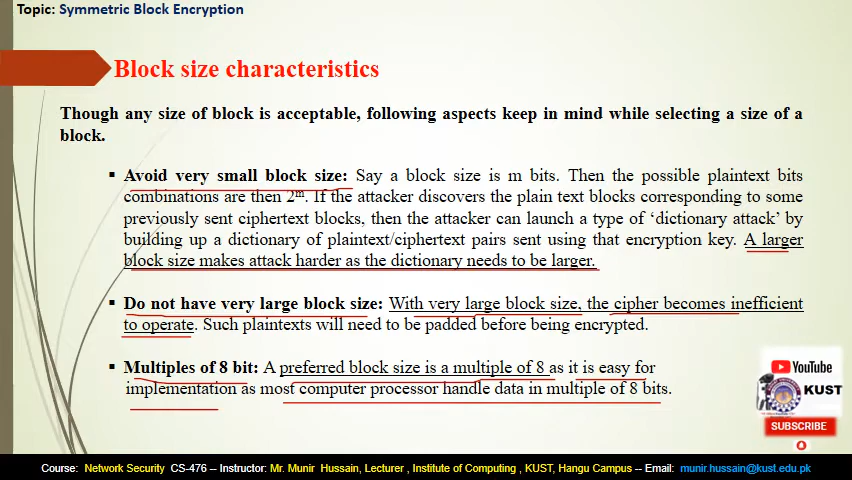 Topic: Symmetric Block Encryption
Block size characteristics
Though any size of block is acceptable, following aspects keep in mind while selecting a size of a
block.
▪ Avoid very small block size: Say a block size is m bits. Then the possible plaintext bits
combinations are then 2ᵐ. If the attacker discovers the plain text blocks corresponding to some
previously sent ciphertext blocks, then the attacker can launch a type of ‘dictionary attack’ by
building up a dictionary of plaintext/ciphertext pairs sent using that encryption key. A larger
block size makes attack harder as the dictionary needs to be larger.
▪ Do not have very large block size: With very large block size, the cipher becomes inefficient
to operate. Such plaintexts will need to be padded before being encrypted.
▪ Multiples of 8 bit: A preferred block size is a multiple of 8 as it is easy for
implementation as most computer processor handle data in multiple of 8 bits.
YouTube
KUST
SUBSCRIBE
Course: Network Security CS-476 -- Instructor: Mr. Munir Hussain, Lecturer , Institute of Computing , KUST, Hangu Campus -- Email: munir.hussain@kust.edu.pk